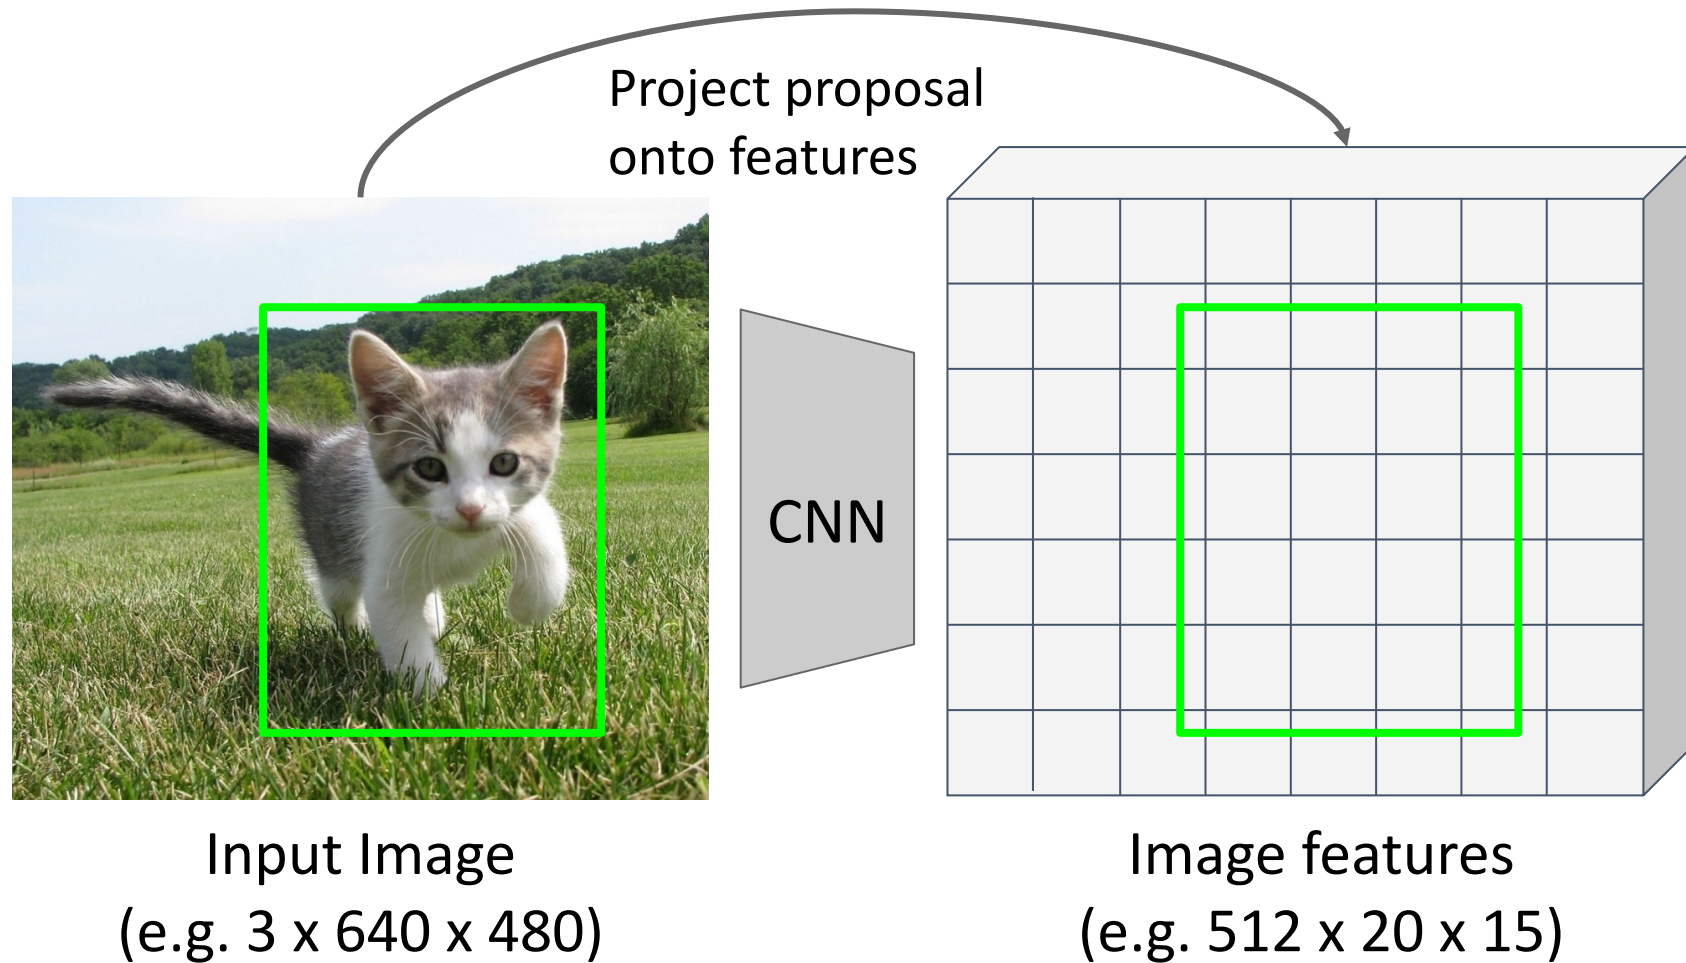 Project proposal
onto features
CNN
Input Image
(e.g. 3 x 640 x 480)
Image features
(e.g. 512 x 20 x 15)